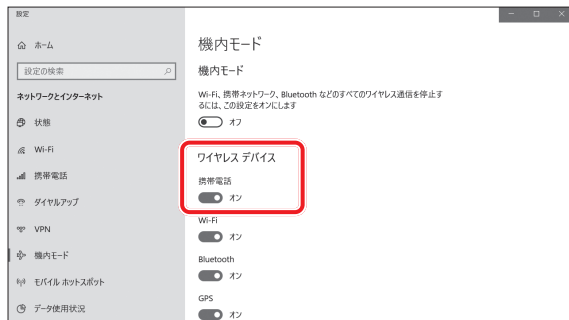 設定
ホーム
設定の検索
ネットワークとインターネット
状態
Wi-Fi
携帯電話
ダイヤルアップ
VPN
機内モード
モバイル ホットスポット
データ使用状況
機内モード
機内モード
Wi-Fi、携帯ネットワーク、Bluetooth などのすべてのワイヤレス通信を停止す
るには、この設定をオンにします
オフ
ワイヤレス デバイス
携帯電話
オン
Wi-Fi
オン
Bluetooth
オン
GPS
オン